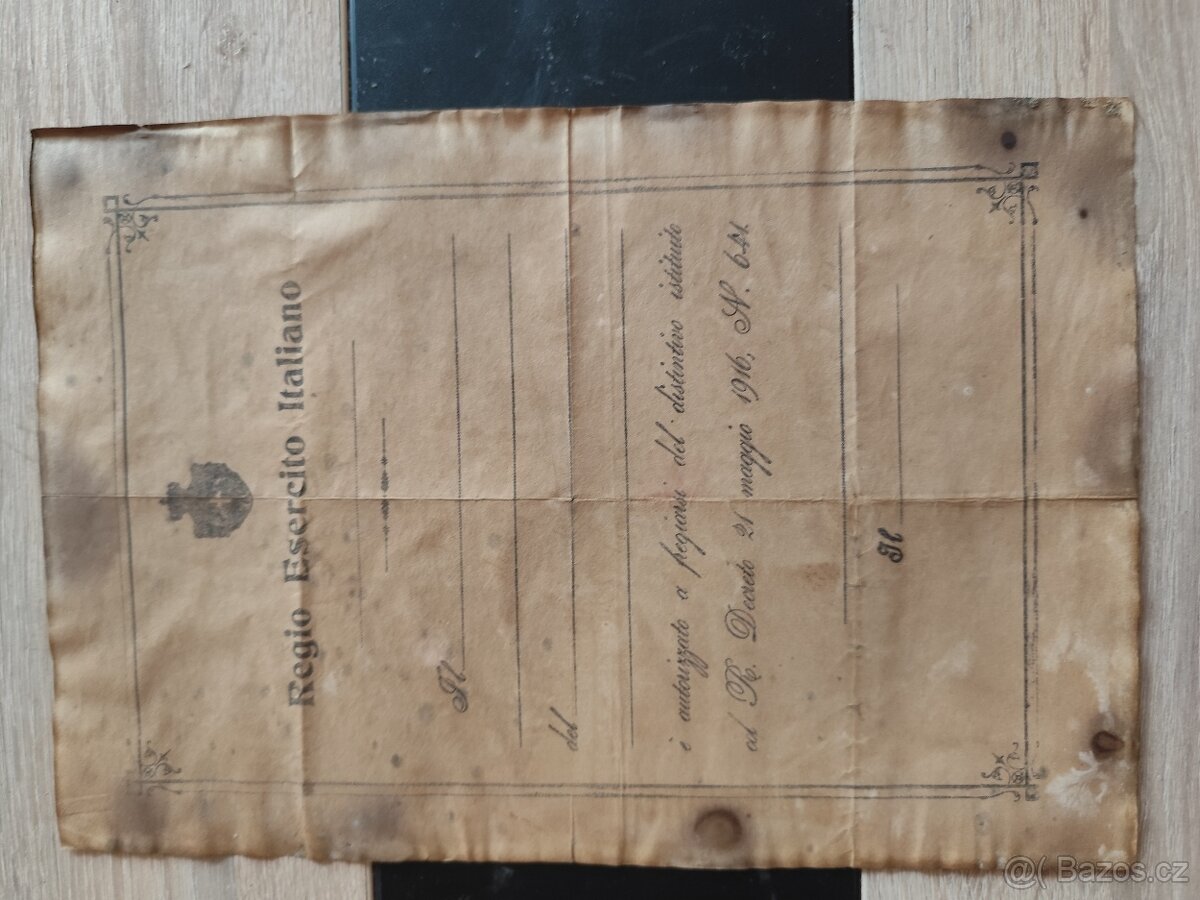 Regio Esercito Italiano
Il
del
è autorizzato a fregiarsi del distintivo istituito
col R. Decreto 21 maggio 1916, N. 641.
Il
@( Bazos.cz